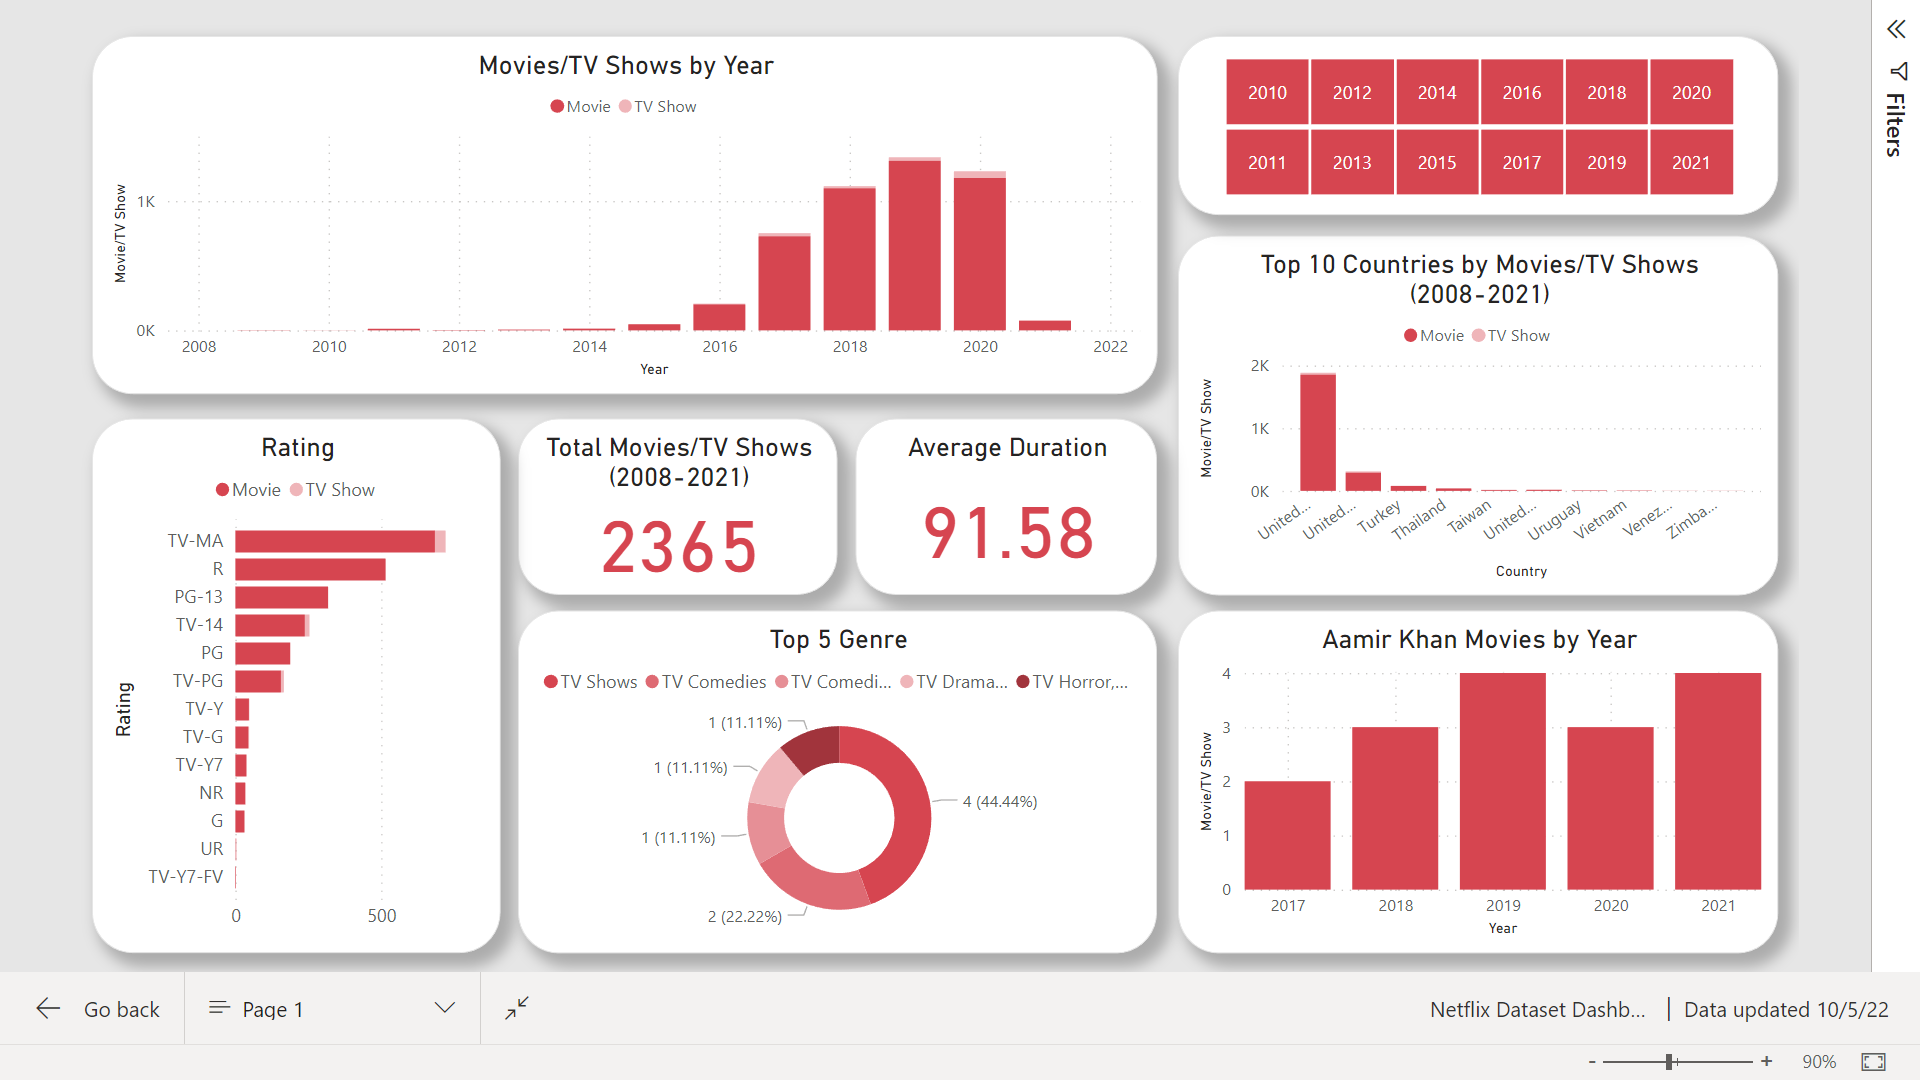 Movies/TV Shows by Year
Movie TV Show
Movie/TV Show
1K
0K
2008 2010 2012 2014 2016 2018 2020 2022
Year
2010 2012 2014 2016 2018 2020
2011 2013 2015 2017 2019 2021
Filters
Top 10 Countries by Movies/TV Shows
(2008-2021)
Movie TV Show
Movie/TV Show
2K
1K
0K
United... United... Turkey Thailand Taiwan United... Uruguay Vietnam Venez... Zimba...
Country
Rating
Movie TV Show
Rating
TV-MA
R
PG-13
TV-14
PG
TV-PG
TV-Y
TV-G
TV-Y7
NR
G
UR
TV-Y7-FV
0 500
Total Movies/TV Shows
(2008-2021)
2365
Average Duration
91.58
Top 5 Genre
TV Shows TV Comedies TV Comedi... TV Drama... TV Horror,...
1 (11.11%)
1 (11.11%)
4 (44.44%)
1 (11.11%)
2 (22.22%)
Aamir Khan Movies by Year
Movie/TV Show
4
3
2
1
0
2017 2018 2019 2020 2021
Year
Go back
Page 1
Netflix Dataset Dashb... | Data updated 10/5/22
- + 90%